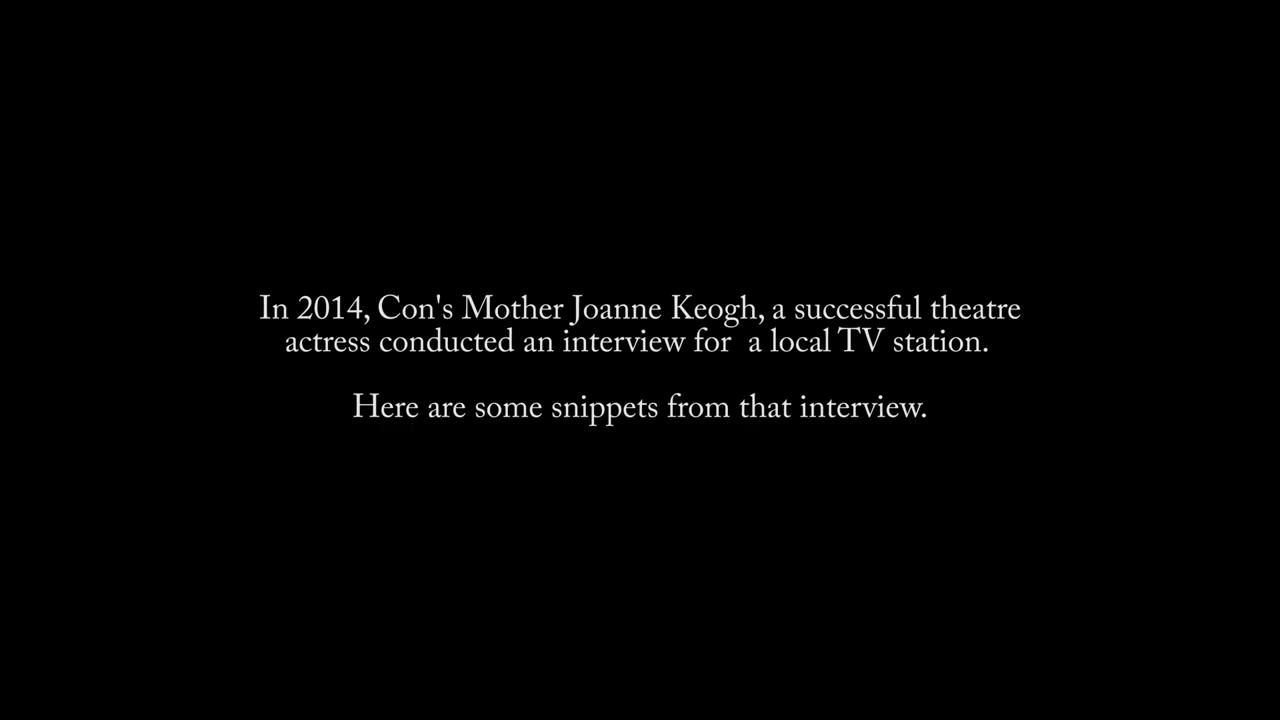 In 2014, Con's Mother Joanne Keogh, a successful theatre
actress conducted an interview for  a local TV station.
Here are some snippets from that interview.